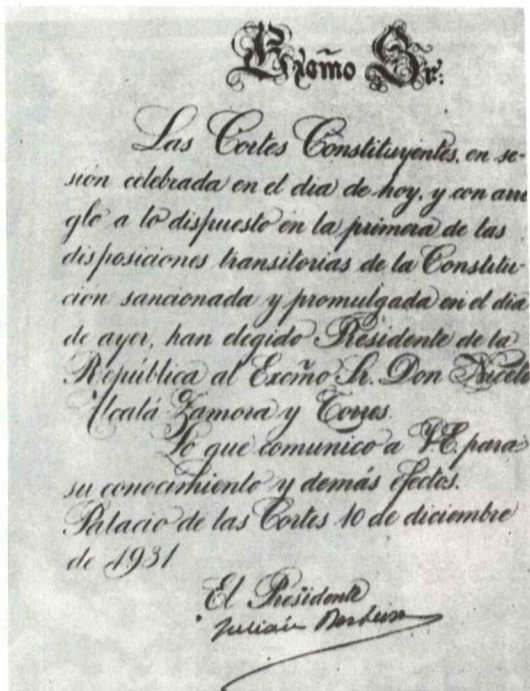 Excmo Sr:
Las Cortes Constituyentes, en se-
sión celebrada en el dia de hoy, y con arre
glo a lo dispuesto en la primera de las
disposiciones transitorias de la Constitu-
ción sancionada y promulgada en el dia
de ayer, han elegido Presidente de la
República al Excmo Sr. Don Niceto
Alcalá Zamora y Torres.
Lo que comunico a V.E. para
su conocimiento y demás efectos.
Palacio de las Cortes 10 de diciembre
de 1931
El Presidente
Julián Besteiro